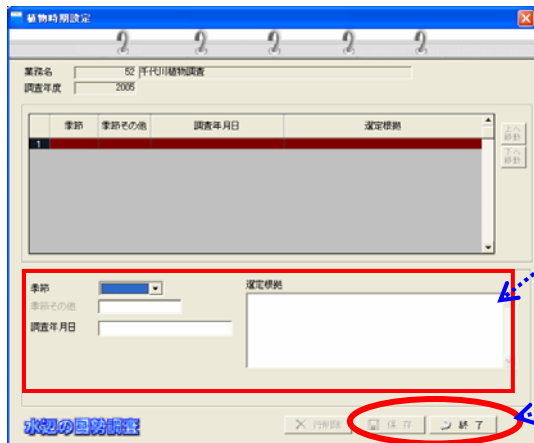 植物時期設定
業務名 52 千代川植物調査
調査年度 2005
季節 季節その他 調査年月日 選定根拠
1
上へ移動
下へ移動
季節
季節その他
調査年月日
選定根拠
水辺の国勢調査
行削除 保存 終了